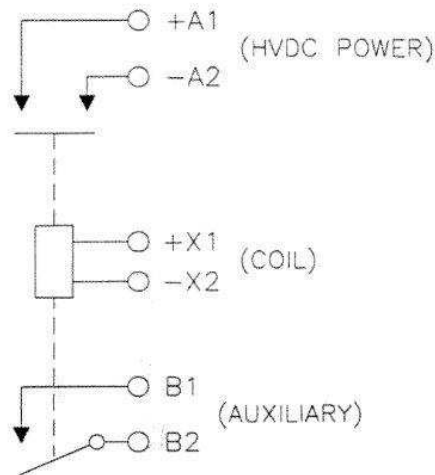 +A1
(HVDC POWER)
-A2
+X1
(COIL)
-X2
B1
(AUXILIARY)
B2